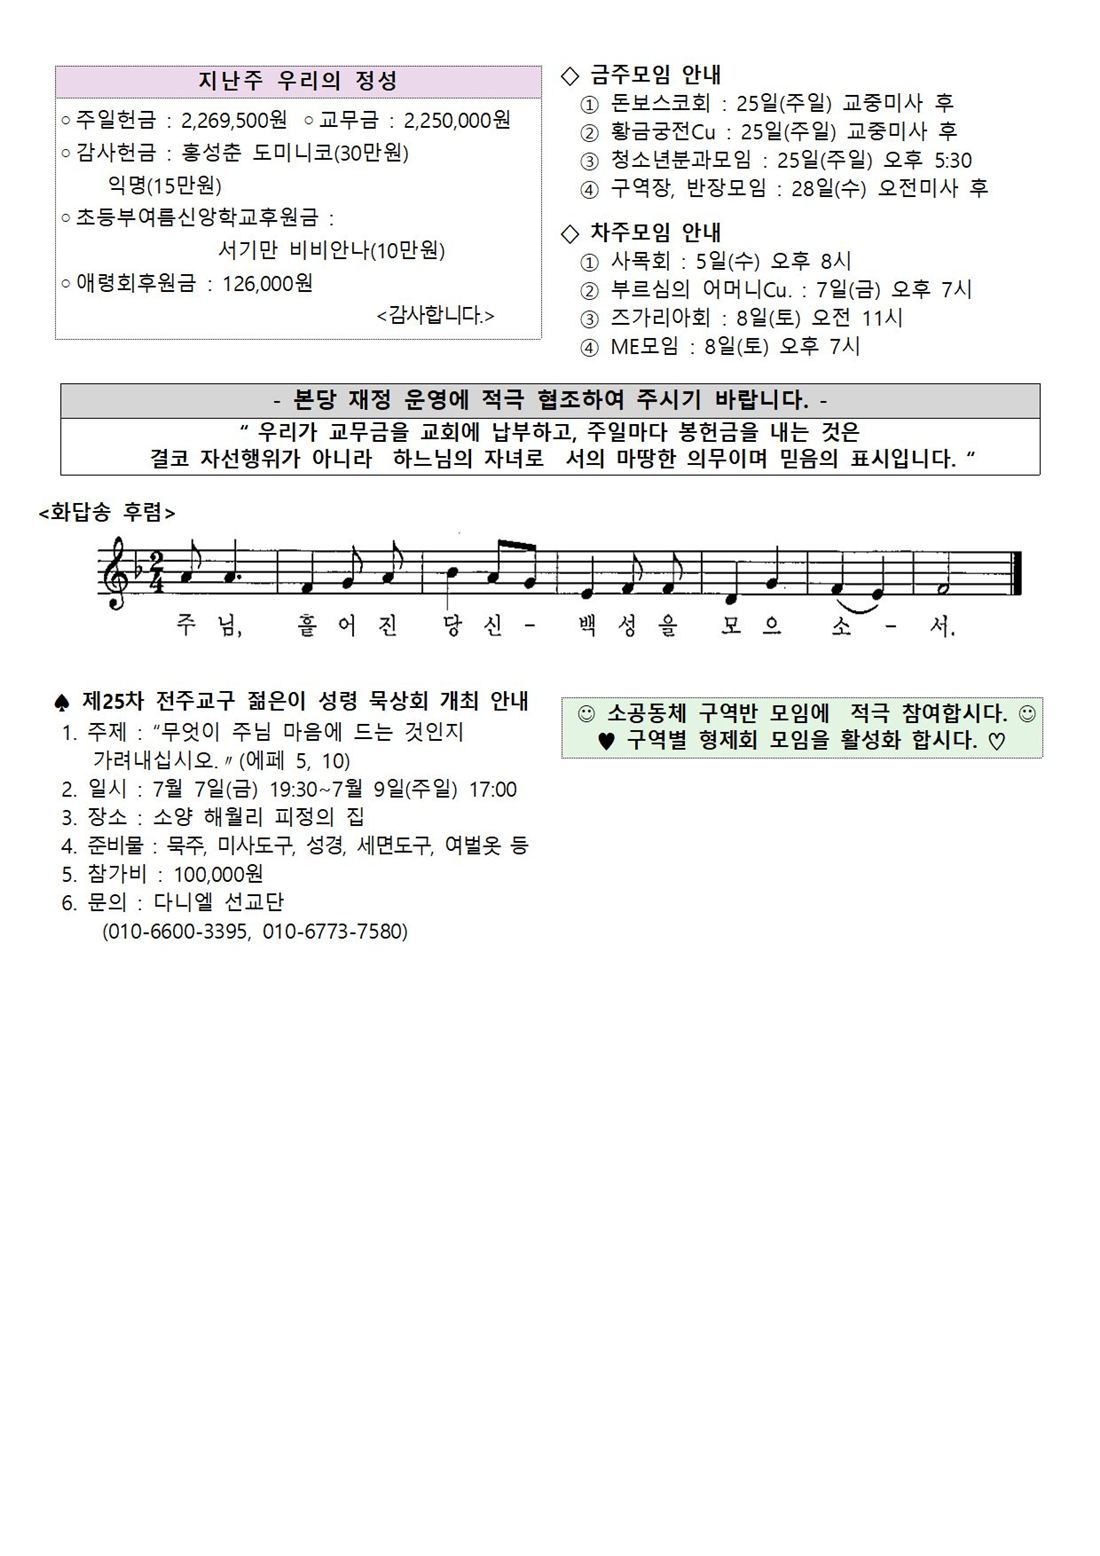 지난주 우리의 정성
○ 주일헌금 : 2,269,500원 ○ 교무금 : 2,250,000원
○ 감사헌금 : 홍성춘 도미니코(30만원)
익명(15만원)
○ 초등부여름신앙학교후원금 :
서기만 비비안나(10만원)
○ 애령회후원금 : 126,000원
<감사합니다.>
◇ 금주모임 안내
① 돈보스코회 : 25일(주일) 교중미사 후
② 황금궁전Cu : 25일(주일) 교중미사 후
③ 청소년분과모임 : 25일(주일) 오후 5:30
④ 구역장, 반장모임 : 28일(수) 오전미사 후
◇ 차주모임 안내
① 사목회 : 5일(수) 오후 8시
② 부르심의 어머니Cu. : 7일(금) 오후 7시
③ 즈가리아회 : 8일(토) 오전 11시
④ ME모임 : 8일(토) 오후 7시
- 본당 재정 운영에 적극 협조하여 주시기 바랍니다. -
“ 우리가 교무금을 교회에 납부하고, 주일마다 봉헌금을 내는 것은
결코 자선행위가 아니라 하느님의 자녀로 서의 마땅한 의무이며 믿음의 표시입니다. “
<화답송 후렴>
2
4
주 님, 흩 어 진 당 신 - 백 성 을 모 으 소 - 서.
♠ 제25차 전주교구 젊은이 성령 묵상회 개최 안내
1. 주제 : “무엇이 주님 마음에 드는 것인지
가려내십시오.〃(에페 5, 10)
2. 일시 : 7월 7일(금) 19:30~7월 9일(주일) 17:00
3. 장소 : 소양 해월리 피정의 집
4. 준비물 : 묵주, 미사도구, 성경, 세면도구, 여벌옷 등
5. 참가비 : 100,000원
6. 문의 : 다니엘 선교단
(010-6600-3395, 010-6773-7580)
☺ 소공동체 구역반 모임에 적극 참여합시다. ☺
♥ 구역별 형제회 모임을 활성화 합시다. ♡